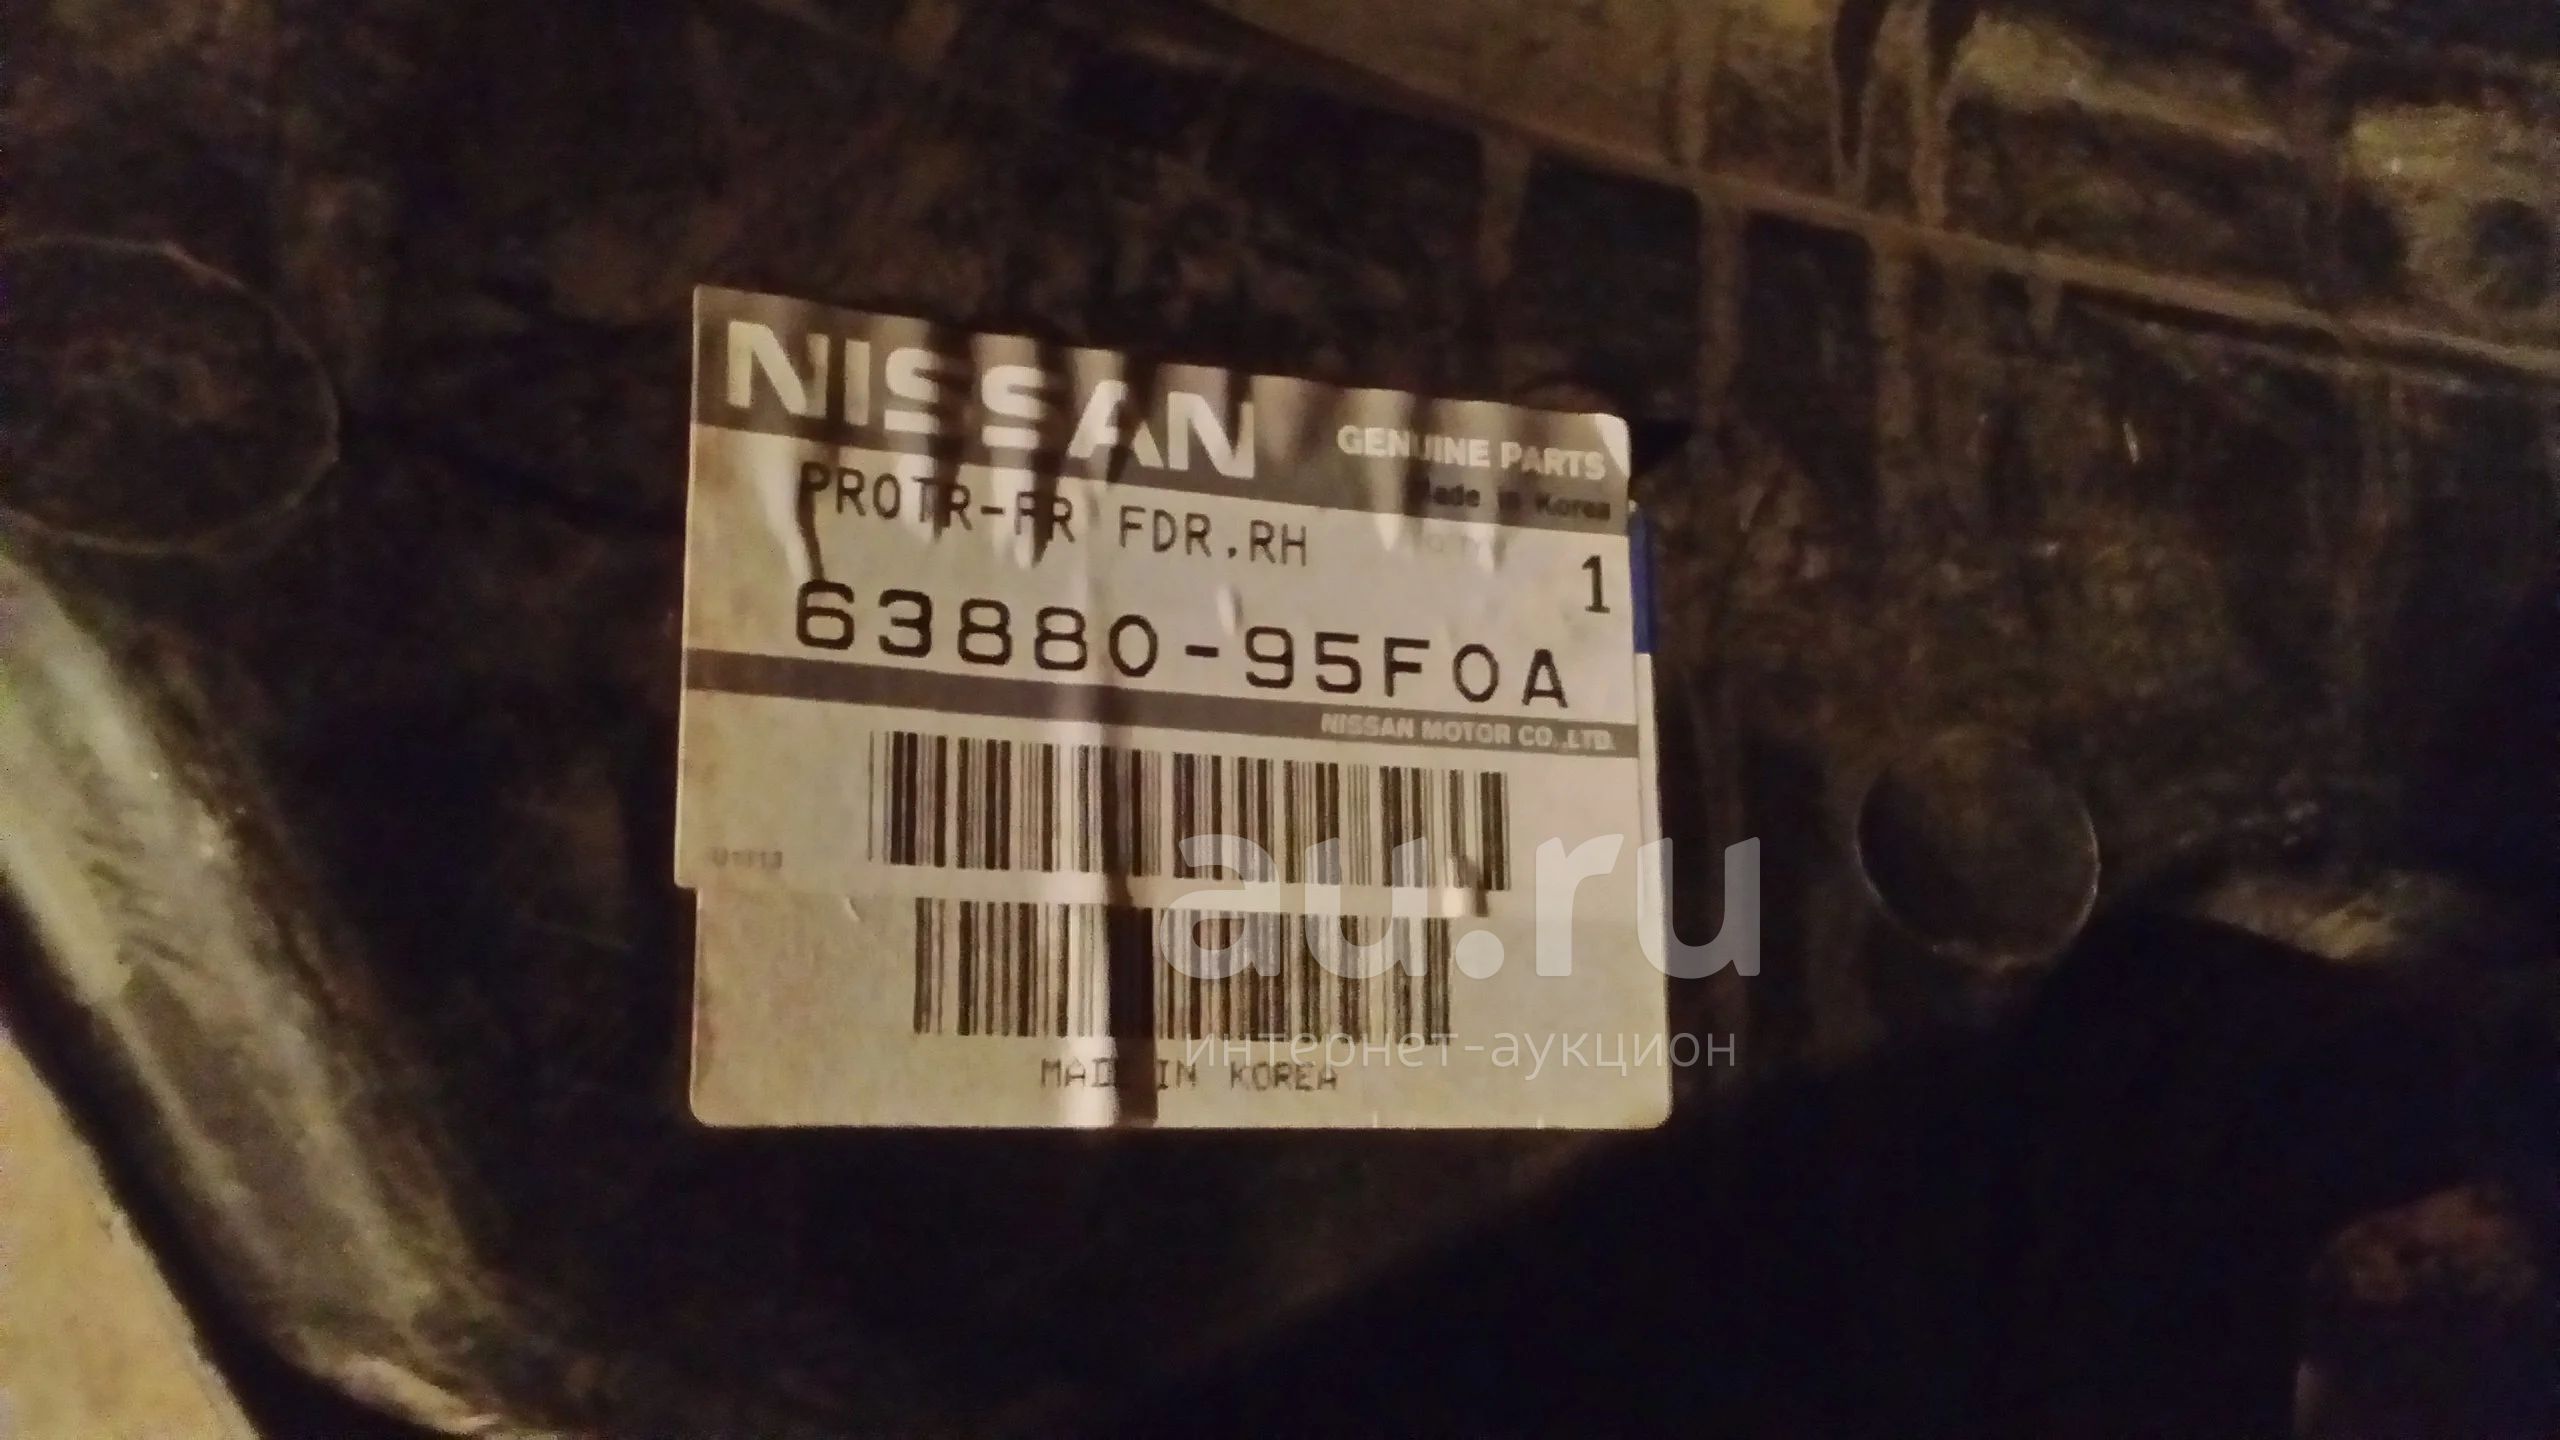 NISSAN
GENUINE PARTS
Made in Korea
PROTR-FR FDR.RH
1
63880-95F0A
NISSAN MOTOR CO.,LTD.
au.ru
интернет-аукцион
MADE IN KOREA